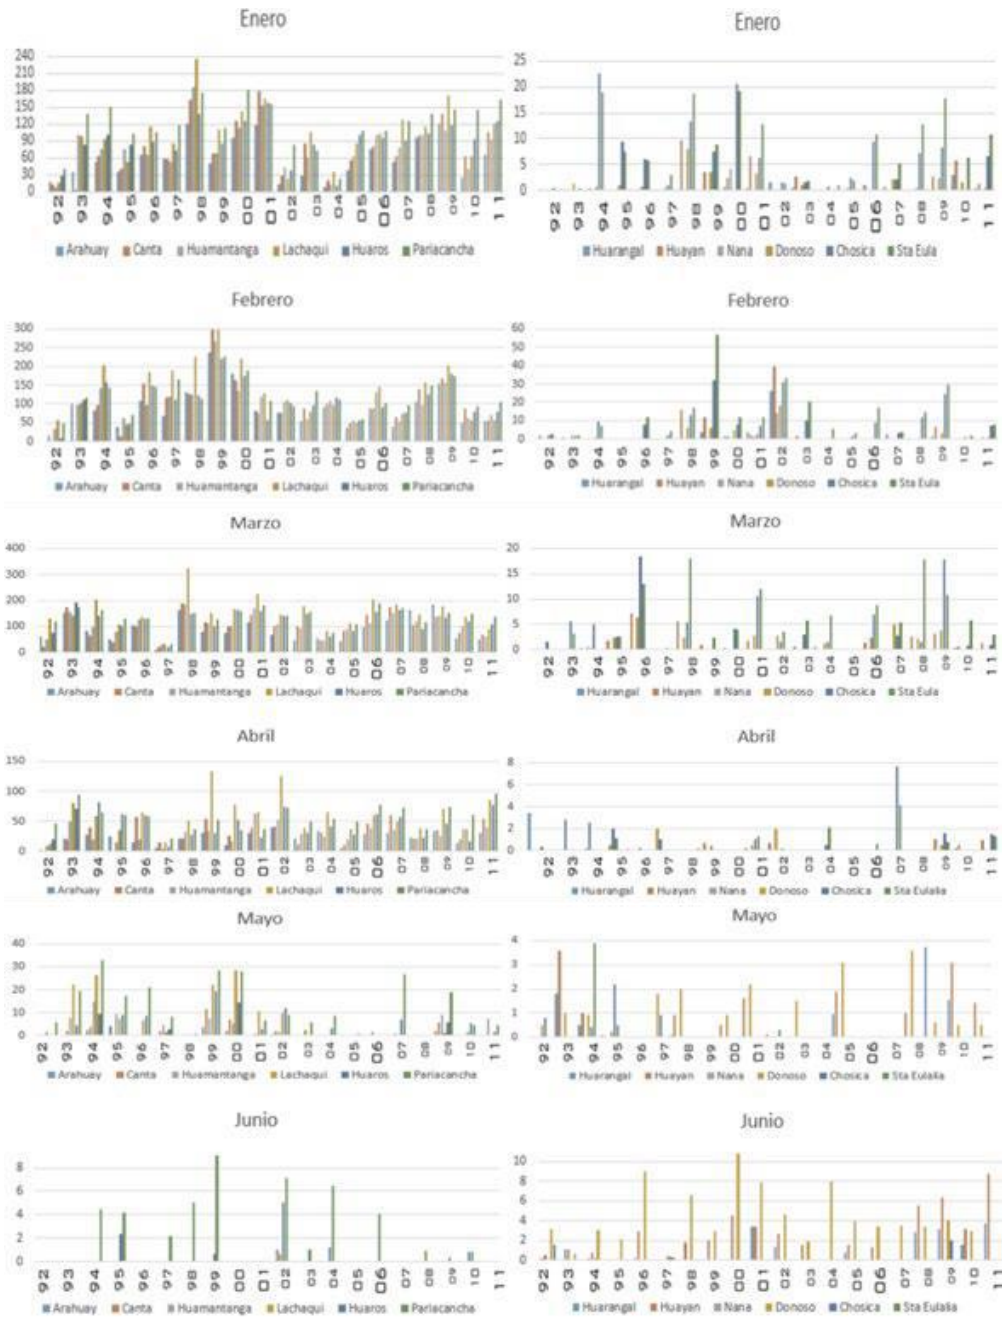 Enero
240
210
180
150
120
90
60
30
0
92 93 94 95 96 97 98 99 00 01 02 03 04 05 06 07 08 09 10 11
Arahuay Canta Huamantanga Lachaqui Huaros Pariacancha
Enero
25
20
15
10
5
0
92 93 94 95 96 97 98 99 00 01 02 03 04 05 06 07 08 09 10 11
Huarangal Huayan Nana Donoso Chosica Sta Eula
Febrero
300
250
200
150
100
50
0
92 93 94 95 96 97 98 99 00 01 02 03 04 05 06 07 08 09 10 11
Arahuay Canta Huamantanga Lachaqui Huaros Pariacancha
Febrero
60
50
40
30
20
10
0
92 93 94 95 96 97 98 99 00 01 02 03 04 05 06 07 08 09 10 11
Huarangal Huayan Nana Donoso Chosica Sta Eula
Marzo
400
300
200
100
0
92 93 94 95 96 97 98 99 00 01 02 03 04 05 06 07 08 09 10 11
Arahuay Canta Huamantanga Lachaqui Huaros Pariacancha
Marzo
20
15
10
5
0
92 93 94 95 96 97 98 99 00 01 02 03 04 05 06 07 08 09 10 11
Huarangal Huayan Nana Donoso Chosica Sta Eula
Abril
150
100
50
0
92 93 94 95 96 97 98 99 00 01 02 03 04 05 06 07 08 09 10 11
Arahuay Canta Huamantanga Lachaqui Huaros Pariacancha
Abril
8
6
4
2
0
92 93 94 95 96 97 98 99 00 01 02 03 04 05 06 07 08 09 10 11
Huarangal Huayan Nana Donoso Chosica Sta Eulalia
Mayo
40
30
20
10
0
92 93 94 95 96 97 98 99 00 01 02 03 04 05 06 07 08 09 10 11
Arahuay Canta Huamantanga Lachaqui Huaros Pariacancha
Mayo
4
3
2
1
0
92 93 94 95 96 97 98 99 00 01 02 03 04 05 06 07 08 09 10 11
Huarangal Huayan Nana Donoso Chosica Sta Eulalia
Junio
8
6
4
2
0
92 93 94 95 96 97 98 99 00 01 02 03 04 05 06 07 08 09 10 11
Arahuay Canta Huamantanga Lachaqui Huaros Pariacancha
Junio
10
8
6
4
2
0
92 93 94 95 96 97 98 99 00 01 02 03 04 05 06 07 08 09 10 11
Huarangal Huayan Nana Donoso Chosica Sta Eulalia